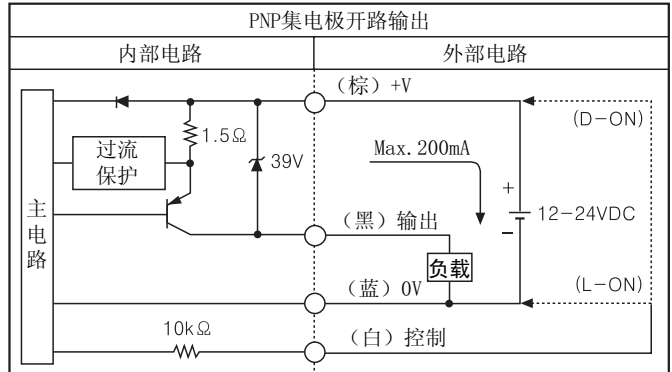 PNP集电极开路输出
内部电路
外部电路
(棕) +V
(D-ON)
1.5Ω
过流
保护
39V
Max. 200mA
主
电
路
+
12-24VDC
−
(黑) 输出
负载
(蓝) 0V
(L-ON)
10kΩ
(白) 控制